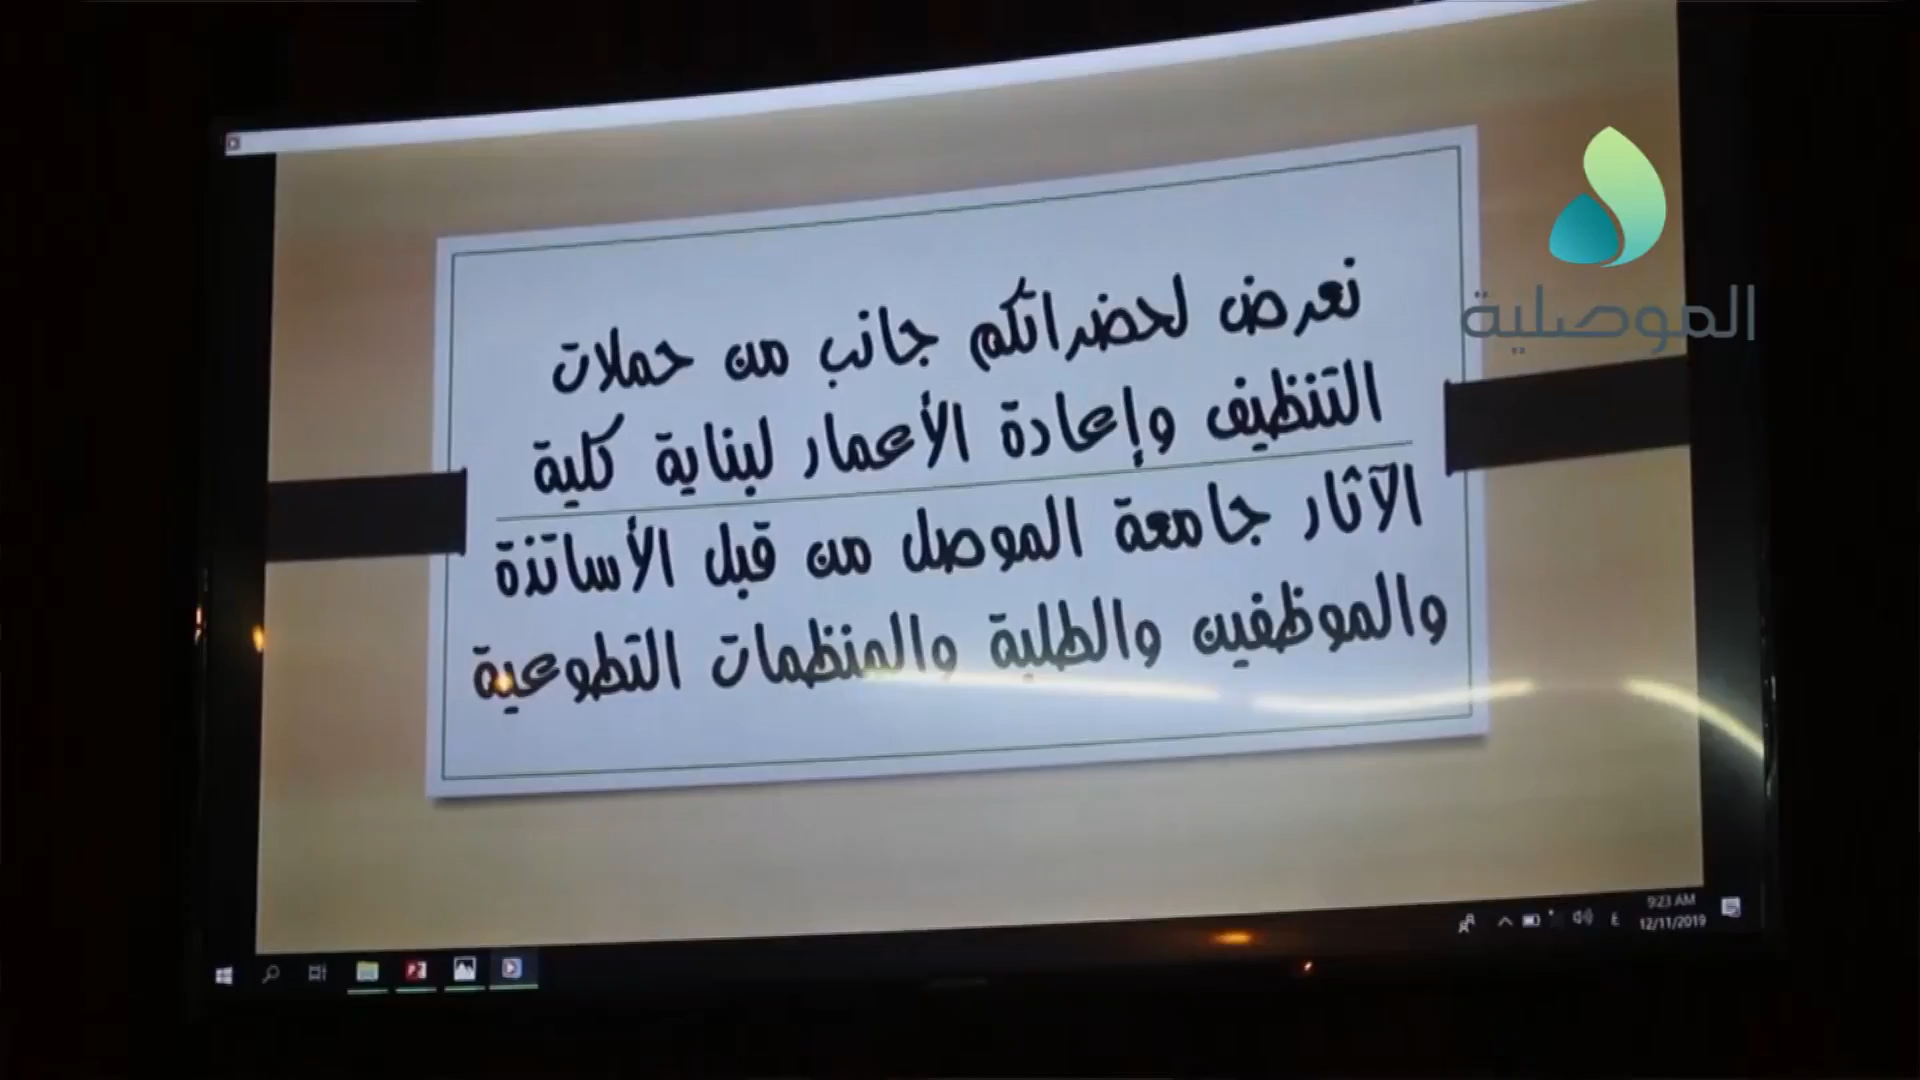 الموصلية
نعرض لحضراتكم جانب من حملات
التنظيف وإعادة الأعمار لبناية كلية
الآثار جامعة الموصل من قبل الأساتذة
والموظفين والطلبة والمنظمات التطوعية
9:23 AM
ع
12/11/2019